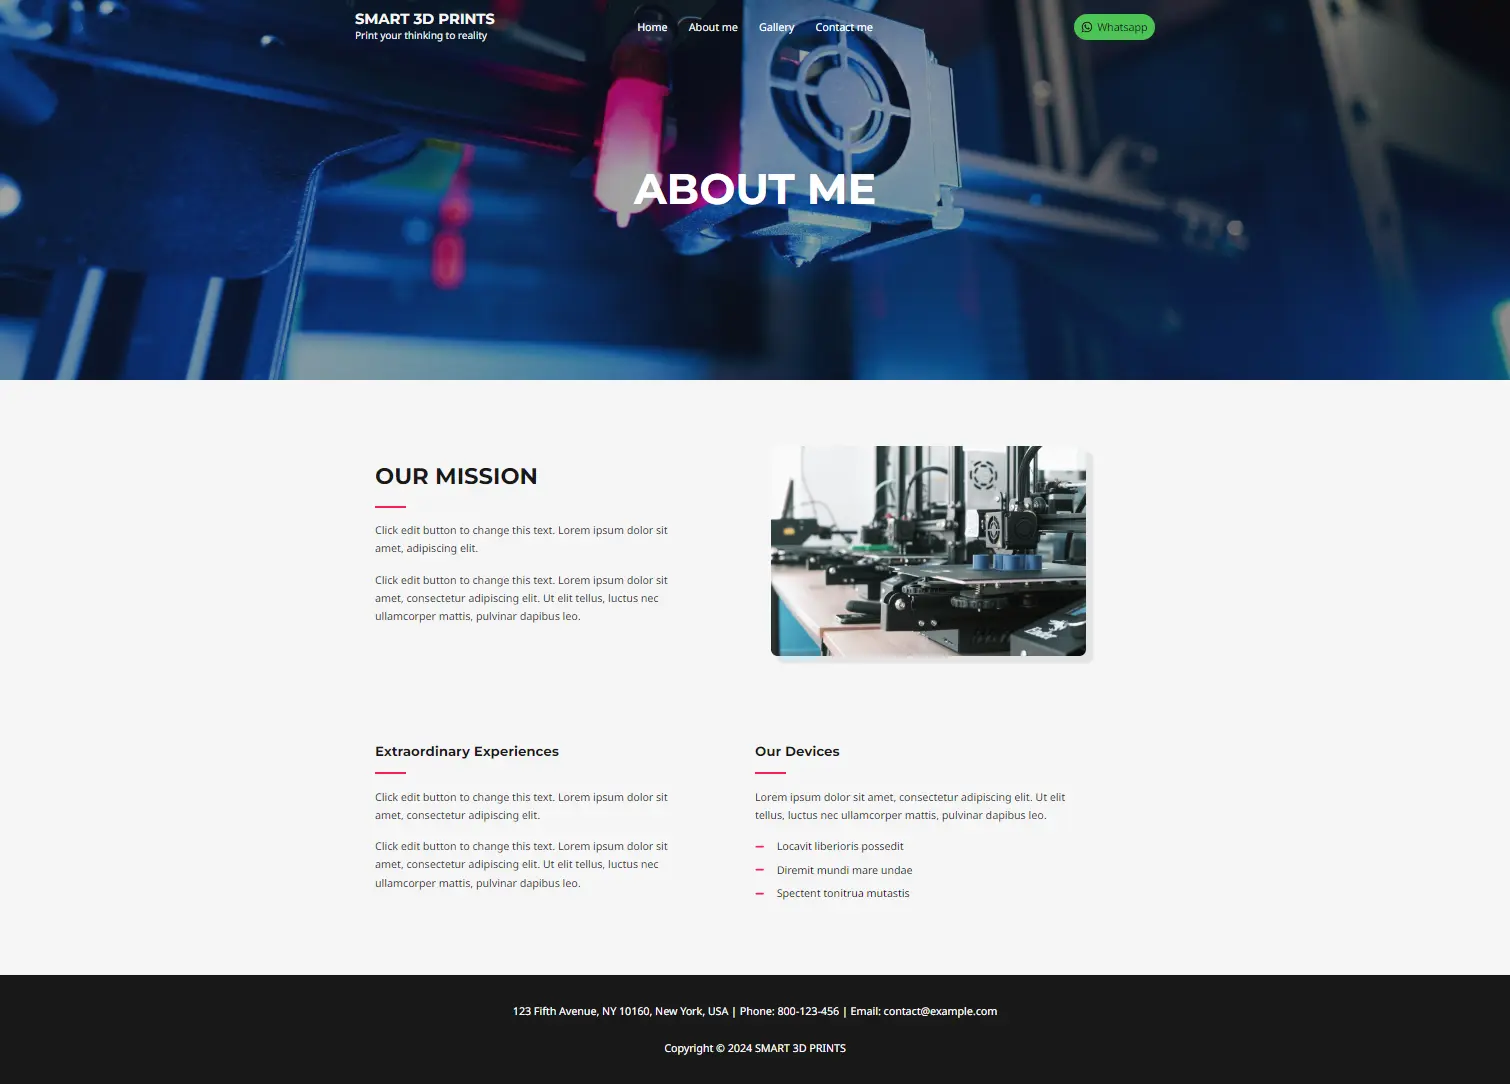 SMART 3D PRINTS
Print your thinking to reality
Home About me Gallery Contact me
Whatsapp
ABOUT ME
OUR MISSION
Click edit button to change this text. Lorem ipsum dolor sit
amet, adipiscing elit.
Click edit button to change this text. Lorem ipsum dolor sit
amet, consectetur adipiscing elit. Ut elit tellus, luctus nec
ullamcorper mattis, pulvinar dapibus leo.
Extraordinary Experiences
Click edit button to change this text. Lorem ipsum dolor sit
amet, consectetur adipiscing elit.
Click edit button to change this text. Lorem ipsum dolor sit
amet, consectetur adipiscing elit. Ut elit tellus, luctus nec
ullamcorper mattis, pulvinar dapibus leo.
Our Devices
Lorem ipsum dolor sit amet, consectetur adipiscing elit. Ut elit
tellus, luctus nec ullamcorper mattis, pulvinar dapibus leo.
Locavit liberioris possedit
Diremit mundi mare undae
Spectent tonitrua mutastis
123 Fifth Avenue, NY 10160, New York, USA | Phone: 800-123-456 | Email: contact@example.com
Copyright © 2024 SMART 3D PRINTS